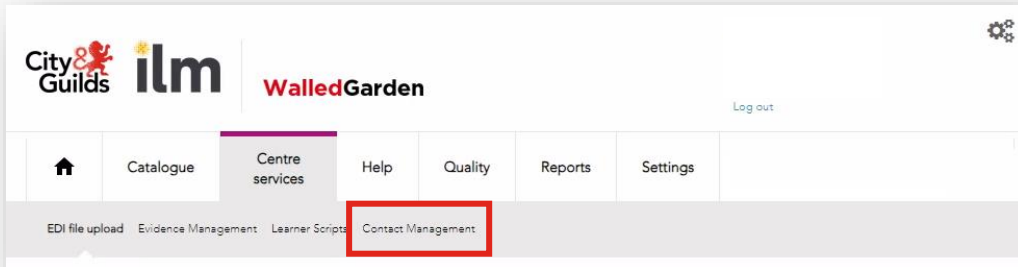 City&
Guilds
ilm
WalledGarden
Log out
Catalogue
Centre
services
Help
Quality
Reports
Settings
EDI file upload Evidence Management Learner Scripts Contact Management